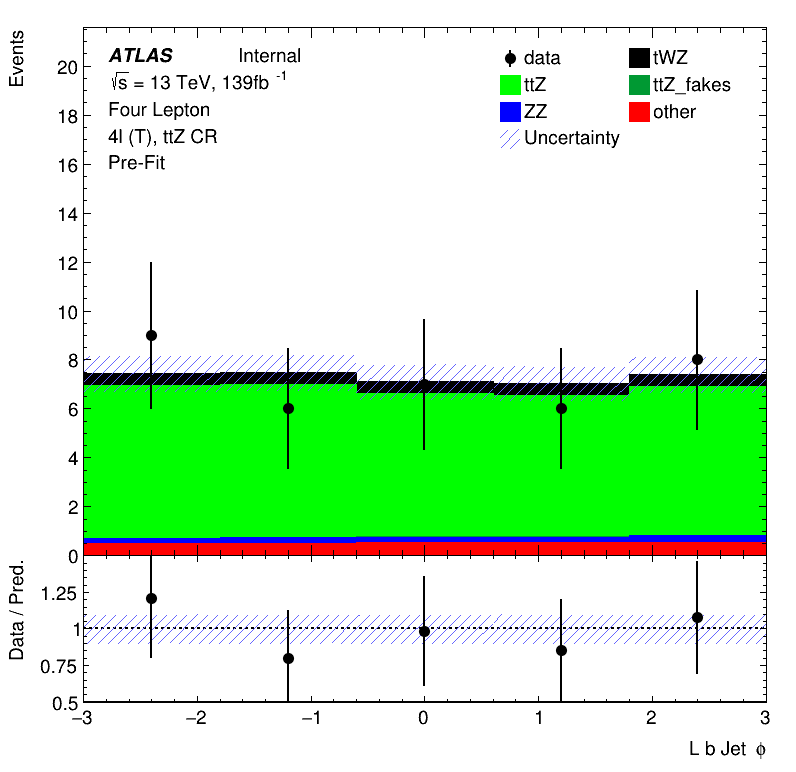 Events
ATLAS Internal
√s = 13 TeV, 139fb⁻¹
Four Lepton
4l (T), ttZ CR
Pre-Fit
data tWZ
ttZ ttZ_fakes
ZZ other
Uncertainty
20
18
16
14
12
10
8
6
4
2
0
Data / Pred.
1.25
1
0.75
0.5
−3 −2 −1 0 1 2 3
L b Jet ϕ